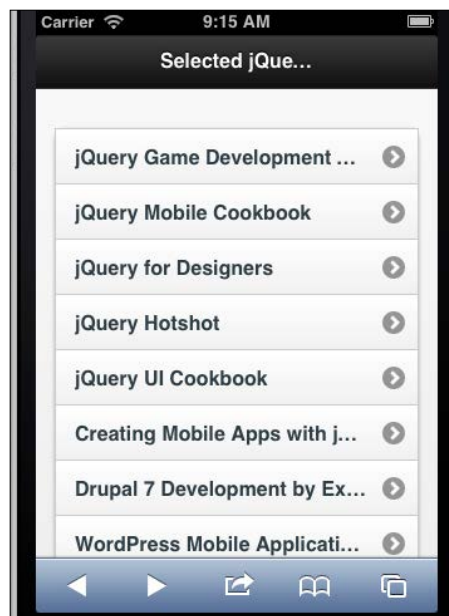 Carrier 9:15 AM
Selected jQue...
jQuery Game Development ...
jQuery Mobile Cookbook
jQuery for Designers
jQuery Hotshot
jQuery UI Cookbook
Creating Mobile Apps with j...
Drupal 7 Development by Ex...
WordPress Mobile Applicati...